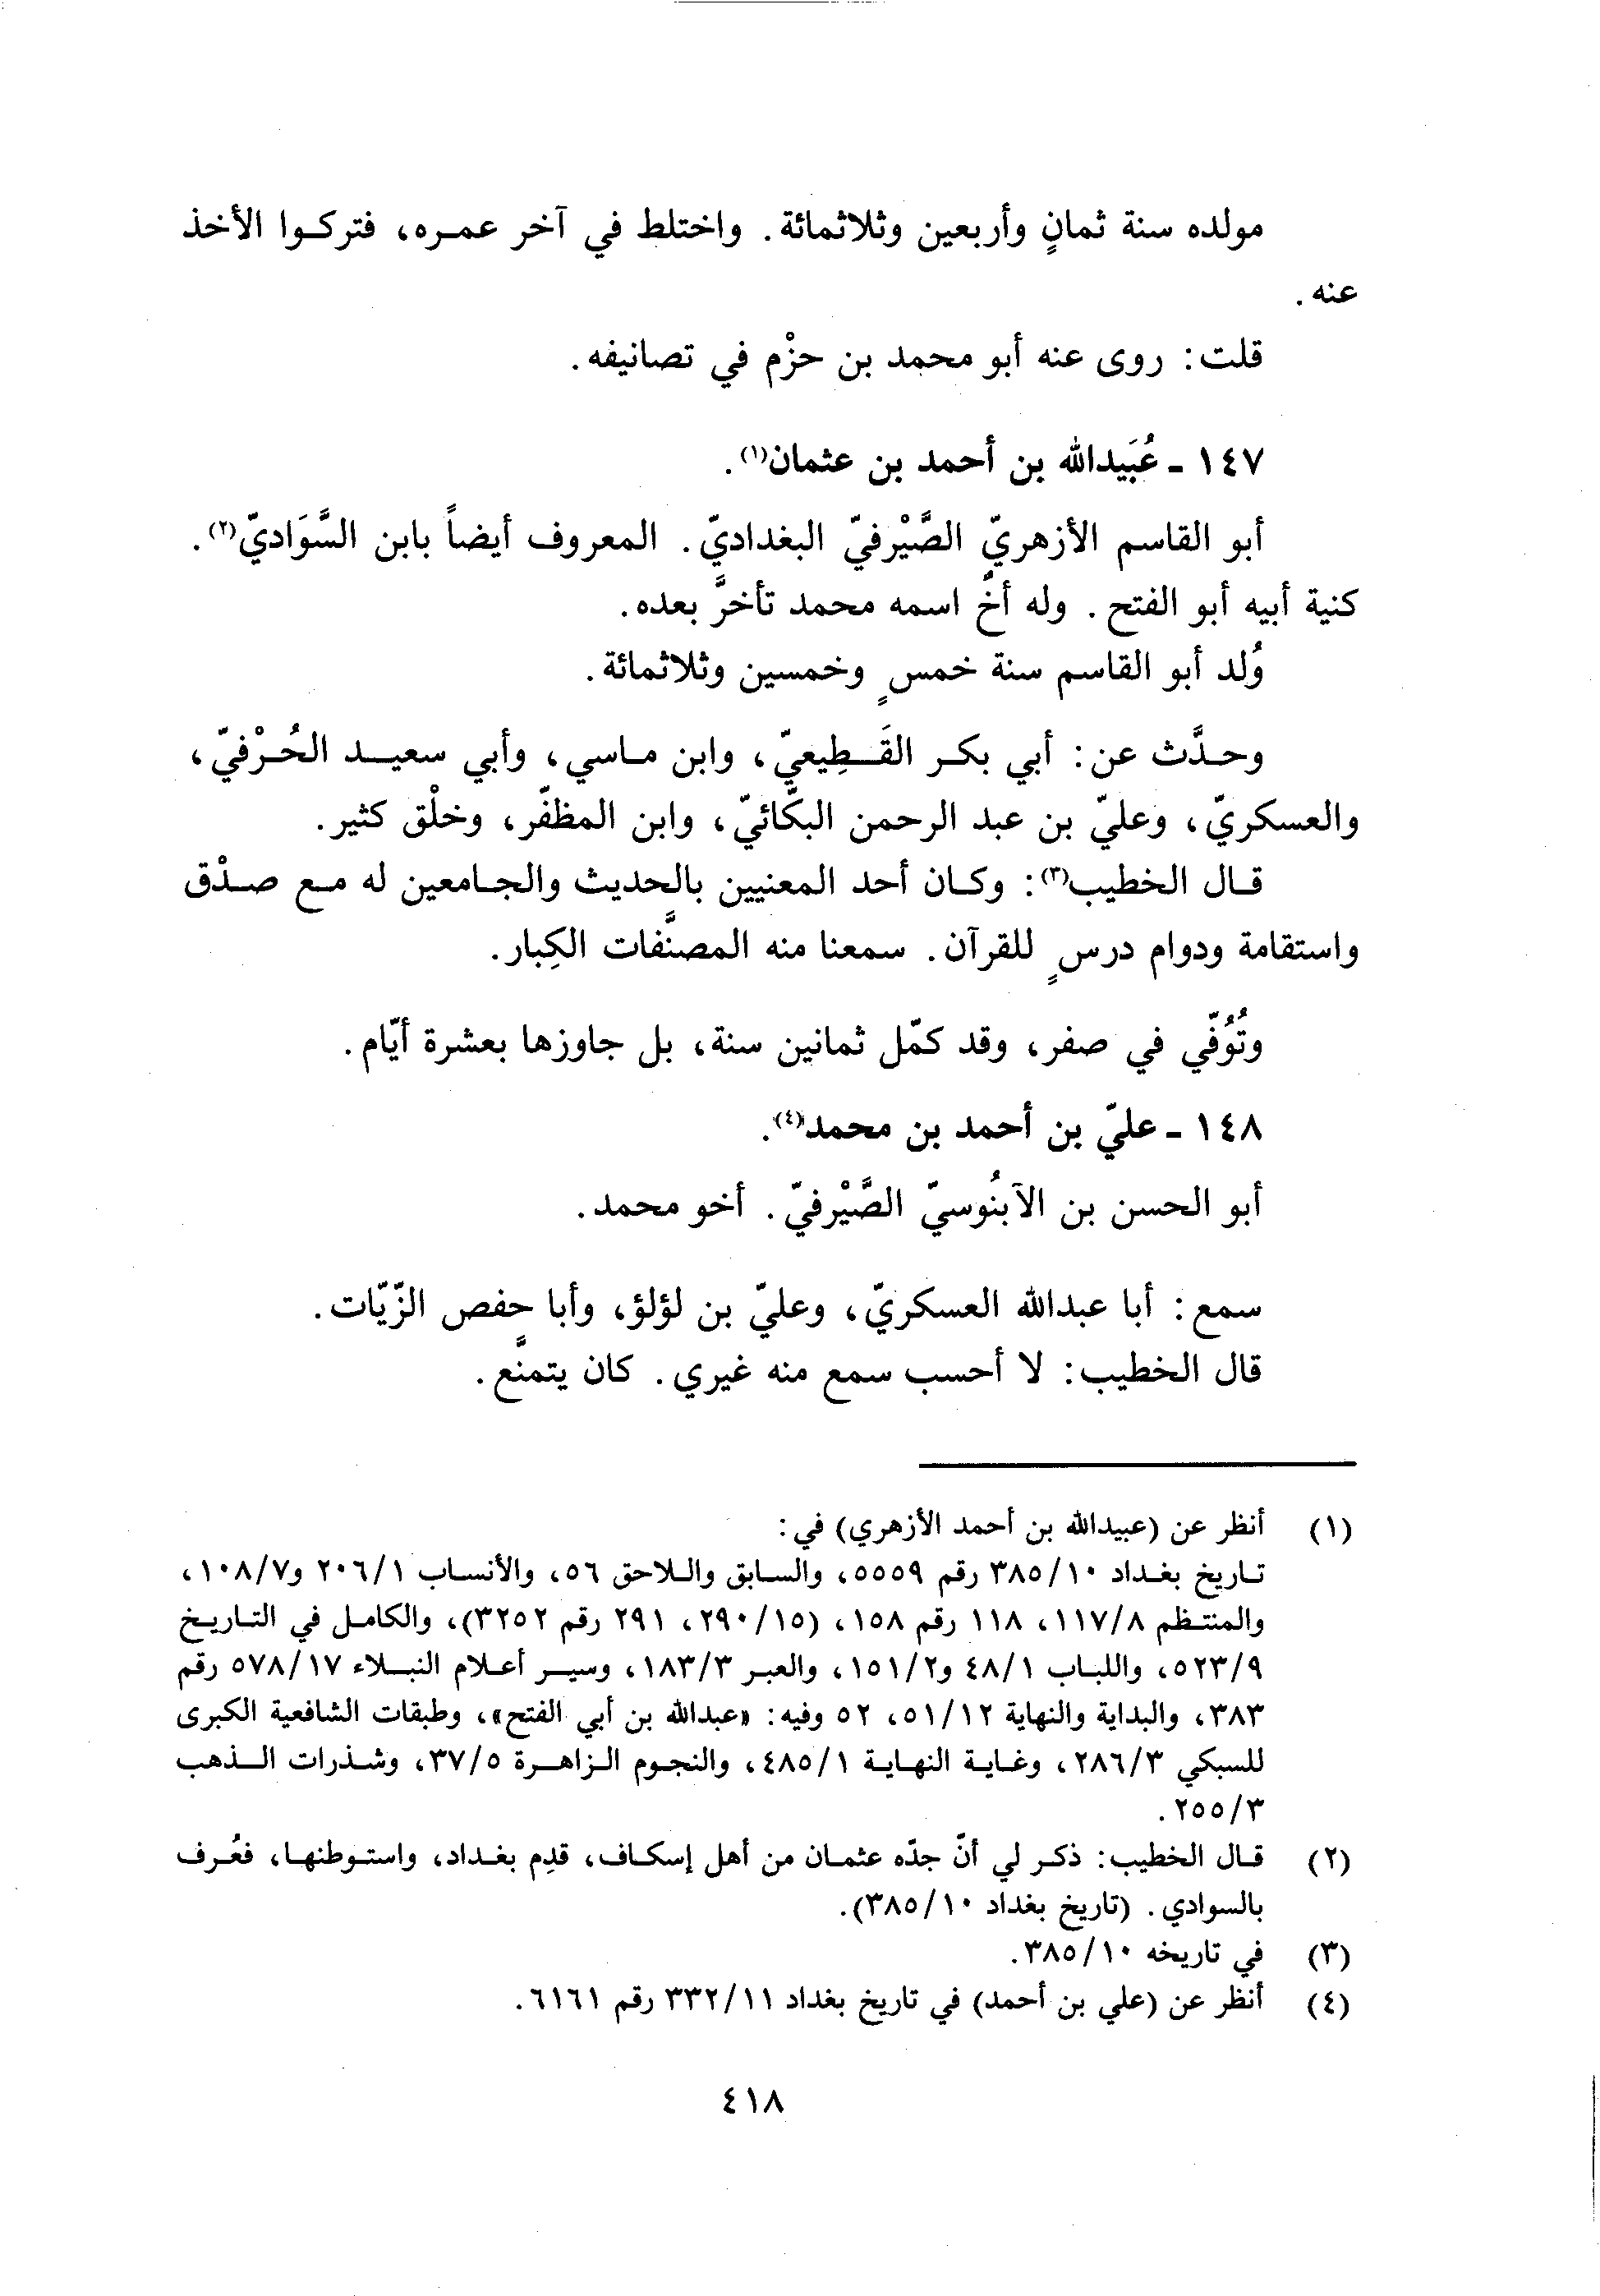 مولده سنة ثمانٍ وأربعين وثلاثمائة. واختلط في آخر عمره، فتركوا الأخذ
عنه.
قلت: روى عنه أبو محمد بن حزْم في تصانيفه.
١٤٧ ـ عُبَيدالله بن أحمد بن عثمان(١).
أبو القاسم الأزهريّ الصَّيْرفيّ البغداديّ. المعروف أيضاً بابن السَّوَاديّ(٢).
كنية أبيه أبو الفتح. وله أخٌ اسمه محمد تأخرَّ بعده.
وُلد أبو القاسم سنة خمسٍ وخمسين وثلاثمائة.
وحدَّث عن: أبي بكر القَطِيعيّ، وابن ماسي، وأبي سعيد الحُرْفيّ،
والعسكريّ، وعليّ بن عبد الرحمن البكّائيّ، وابن المظفّر، وخلْق كثير.
قال الخطيب(٣): وكان أحد المعنيين بالحديث والجامعين له مع صدْق
واستقامة ودوام درسٍ للقرآن. سمعنا منه المصنَّفات الكِبار.
وتُوُفّي في صفر، وقد كمّل ثمانين سنة، بل جاوزها بعشرة أيّام.
١٤٨ ـ عليّ بن أحمد بن محمد(٤).
أبو الحسن بن الآبنُوسيّ الصَّيْرفيّ. أخو محمد.
سمع: أبا عبدالله العسكريّ، وعليّ بن لؤلؤ، وأبا حفص الزّيّات.
قال الخطيب: لا أحسب سمع منه غيري. كان يتمنَّع.
(١) أنظر عن (عبيدالله بن أحمد الأزهري) في:
تاريخ بغداد ٣٨٥/١٠ رقم ٥٥٥٩، والسابق واللاحق ٥٦، والأنساب ٢٠٦/١ و١٠٨/٧،
والمنتظم ١١٧/٨، ١١٨ رقم ١٥٨، (٢٩٠/١٥، ٢٩١ رقم ٣٢٥٢)، والكامل في التاريخ
٥٢٣/٩، واللباب ٤٨/١ و١٥١/٢، والعبر ١٨٣/٣، وسير أعلام النبلاء ٥٧٨/١٧ رقم
٣٨٣، والبداية والنهاية ٥١/١٢، ٥٢ وفيه: «عبدالله بن أبي الفتح»، وطبقات الشافعية الكبرى
للسبكي ٢٨٦/٣، وغاية النهاية ٤٨٥/١، والنجوم الزاهرة ٣٧/٥، وشذرات الذهب
٢٥٥/٣.
(٢) قال الخطيب: ذكر لي أنّ جدّه عثمان من أهل إسكاف، قدِم بغداد، واستوطنها، فعُرف
بالسوادي. (تاريخ بغداد ٣٨٥/١٠).
(٣) في تاريخه ٣٨٥/١٠.
(٤) أنظر عن (علي بن أحمد) في تاريخ بغداد ٣٣٢/١١ رقم ٦١٦١.
٤١٨